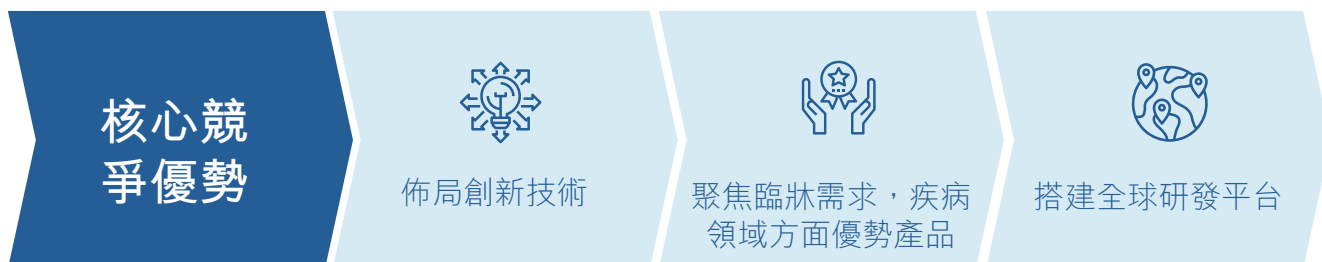 核心競
爭優勢
佈局創新技術
聚焦臨牀需求，疾病
領域方面優勢產品
搭建全球研發平台